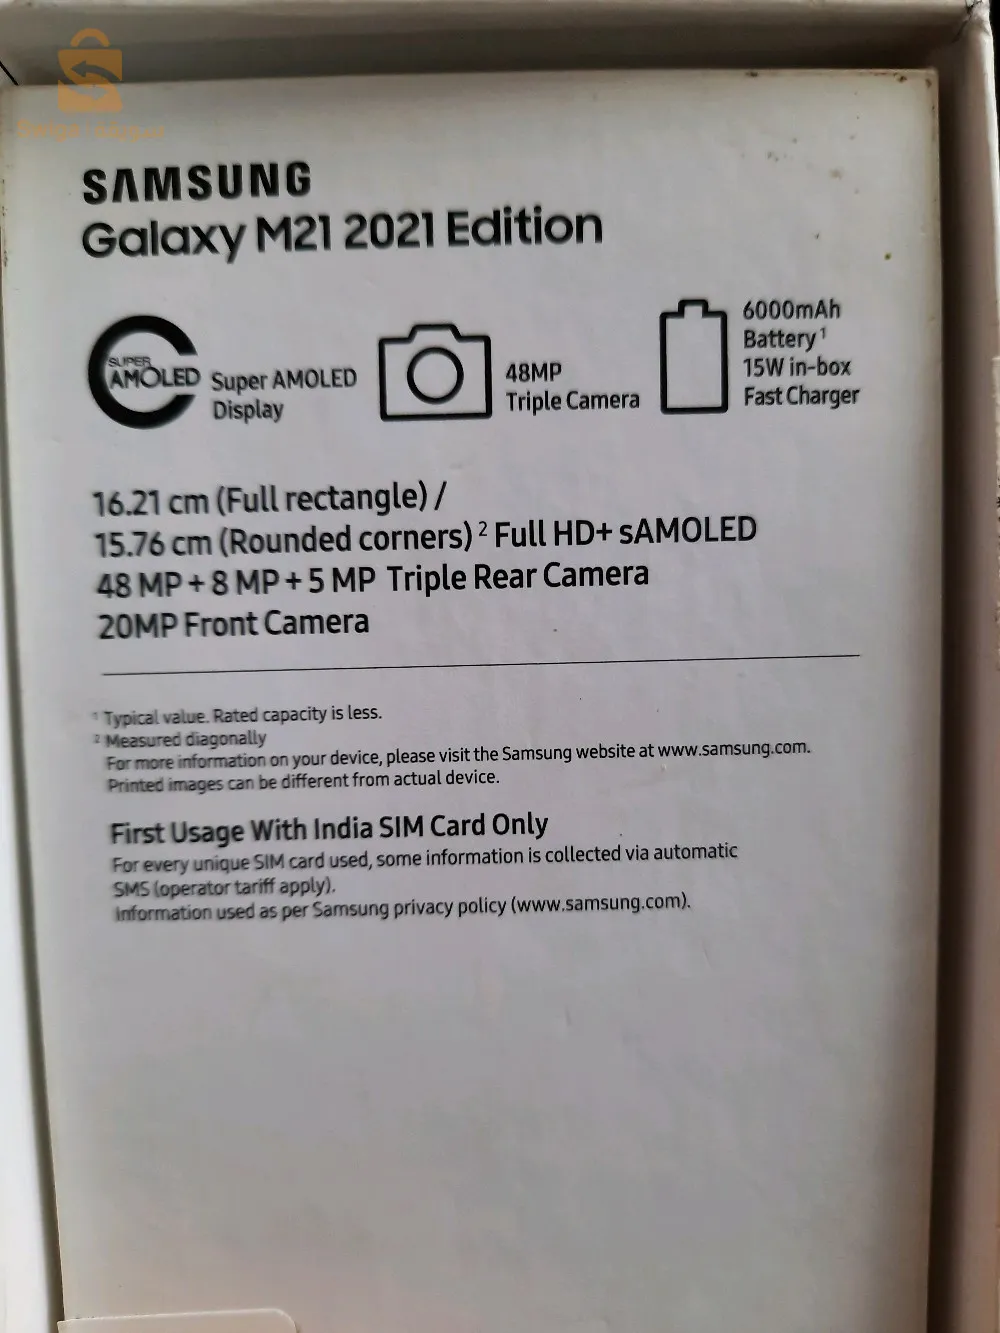 SAMSUNG
Galaxy M21 2021 Edition
SUPER
AMOLED
Super AMOLED
Display
48MP
Triple Camera
6000mAh
Battery¹
15W in-box
Fast Charger
16.21 cm (Full rectangle) /
15.76 cm (Rounded corners)² Full HD+ sAMOLED
48 MP + 8 MP + 5 MP Triple Rear Camera
20MP Front Camera
¹ Typical value. Rated capacity is less.
² Measured diagonally
For more information on your device, please visit the Samsung website at www.samsung.com.
Printed images can be different from actual device.
First Usage With India SIM Card Only
For every unique SIM card used, some information is collected via automatic
SMS (operator tariff apply).
Information used as per Samsung privacy policy (www.samsung.com).